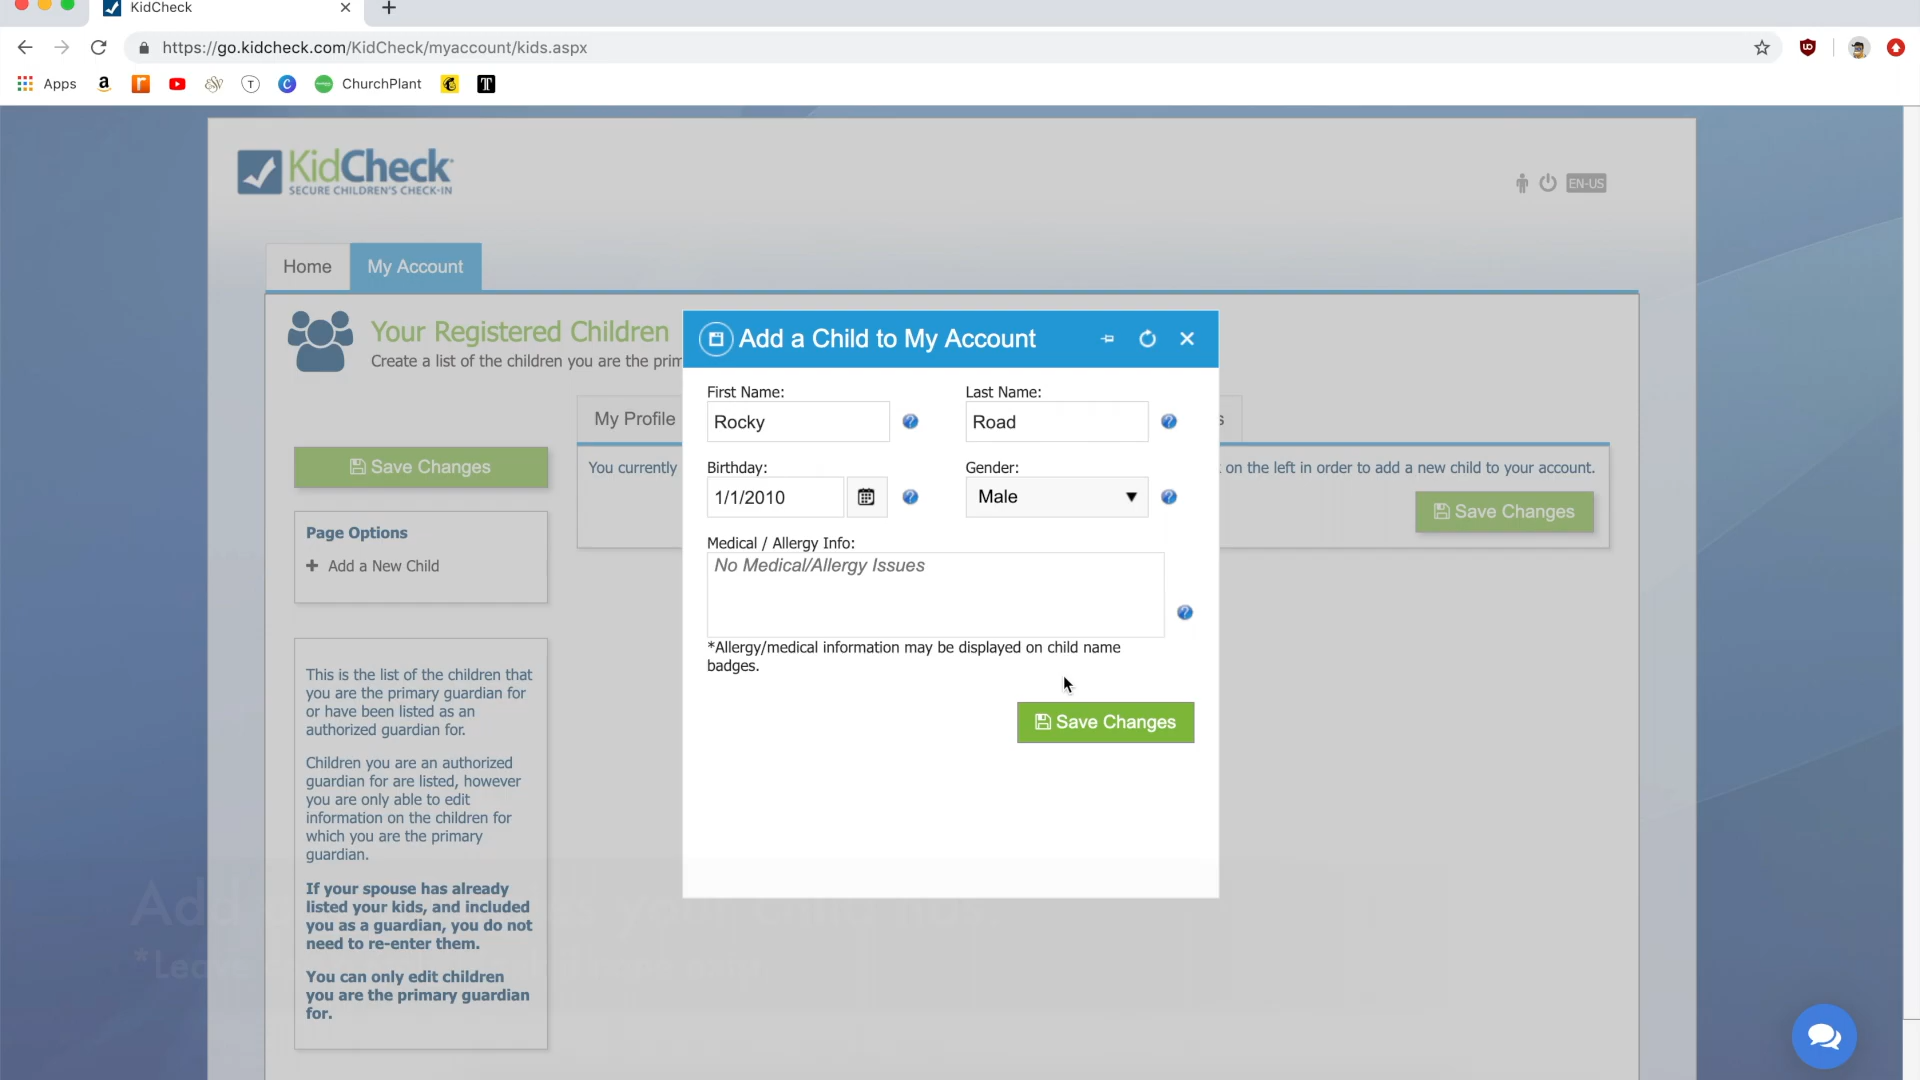 KidCheck
https://go.kidcheck.com/KidCheck/myaccount/kids.aspx
Apps
ChurchPlant
KidCheck
SECURE CHILDREN'S CHECK-IN
EN-US
Home
My Account
Your Registered Children
Create a list of the children you are the prim
Add a Child to My Account
First Name:
Last Name:
Rocky
Road
My Profile
s
Save Changes
You currently
on the left in order to add a new child to your account.
Birthday:
Gender:
1/1/2010
Male
Save Changes
Page Options
Add a New Child
Medical / Allergy Info:
No Medical/Allergy Issues
*Allergy/medical information may be displayed on child name
badges.
Save Changes
This is the list of the children that
you are the primary guardian for
or have been listed as an
authorized guardian for.
Children you are an authorized
guardian for are listed, however
you are only able to edit
information on the children for
which you are the primary
guardian.
If your spouse has already
listed your kids, and included
you as a guardian, you do not
need to re-enter them.
You can only edit children
you are the primary guardian
for.